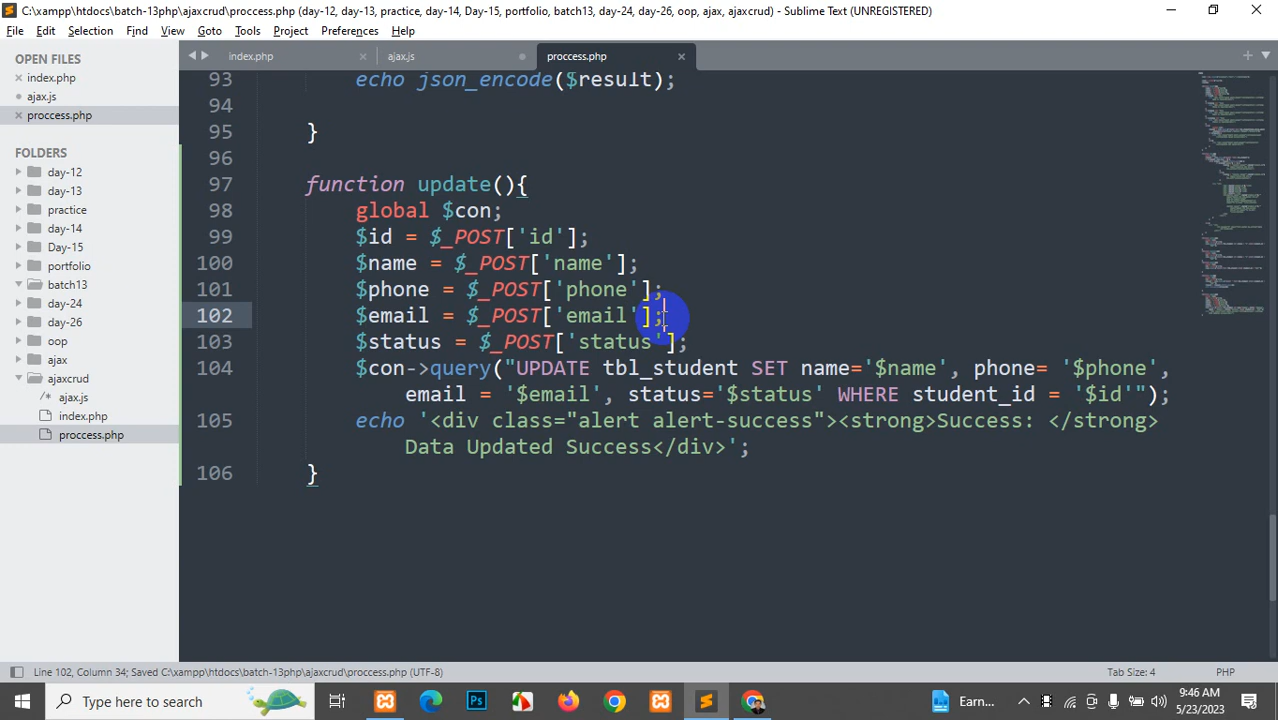 C:\xampp\htdocs\batch-13php\ajaxcrud\proccess.php (day-12, day-13, practice, day-14, Day-15, portfolio, batch13, day-24, day-26, oop, ajax, ajaxcrud) - Sublime Text (UNREGISTERED)
File Edit Selection Find View Goto Tools Project Preferences Help
OPEN FILES
index.php
ajax.js
proccess.php
FOLDERS
day-12
day-13
practice
day-14
Day-15
portfolio
batch13
day-24
day-26
oop
ajax
ajaxcrud
ajax.js
index.php
proccess.php
index.php ajax.js proccess.php
93 echo json_encode($result);
94
95 }
96
97 function update(){
98 global $con;
99 $id = $_POST['id'];
100 $name = $_POST['name'];
101 $phone = $_POST['phone'];
102 $email = $_POST['email'];
103 $status = $_POST['status'];
104 $con->query("UPDATE tbl_student SET name='$name', phone= '$phone',
email = '$email', status='$status' WHERE student_id = '$id'");
105 echo '<div class="alert alert-success"><strong>Success: </strong>
Data Updated Success</div>';
106 }
Line 102, Column 34; Saved C:\xampp\htdocs\batch-13php\ajaxcrud\proccess.php (UTF-8) Tab Size: 4 PHP
Type here to search
Earn...
9:46 AM
5/23/2023